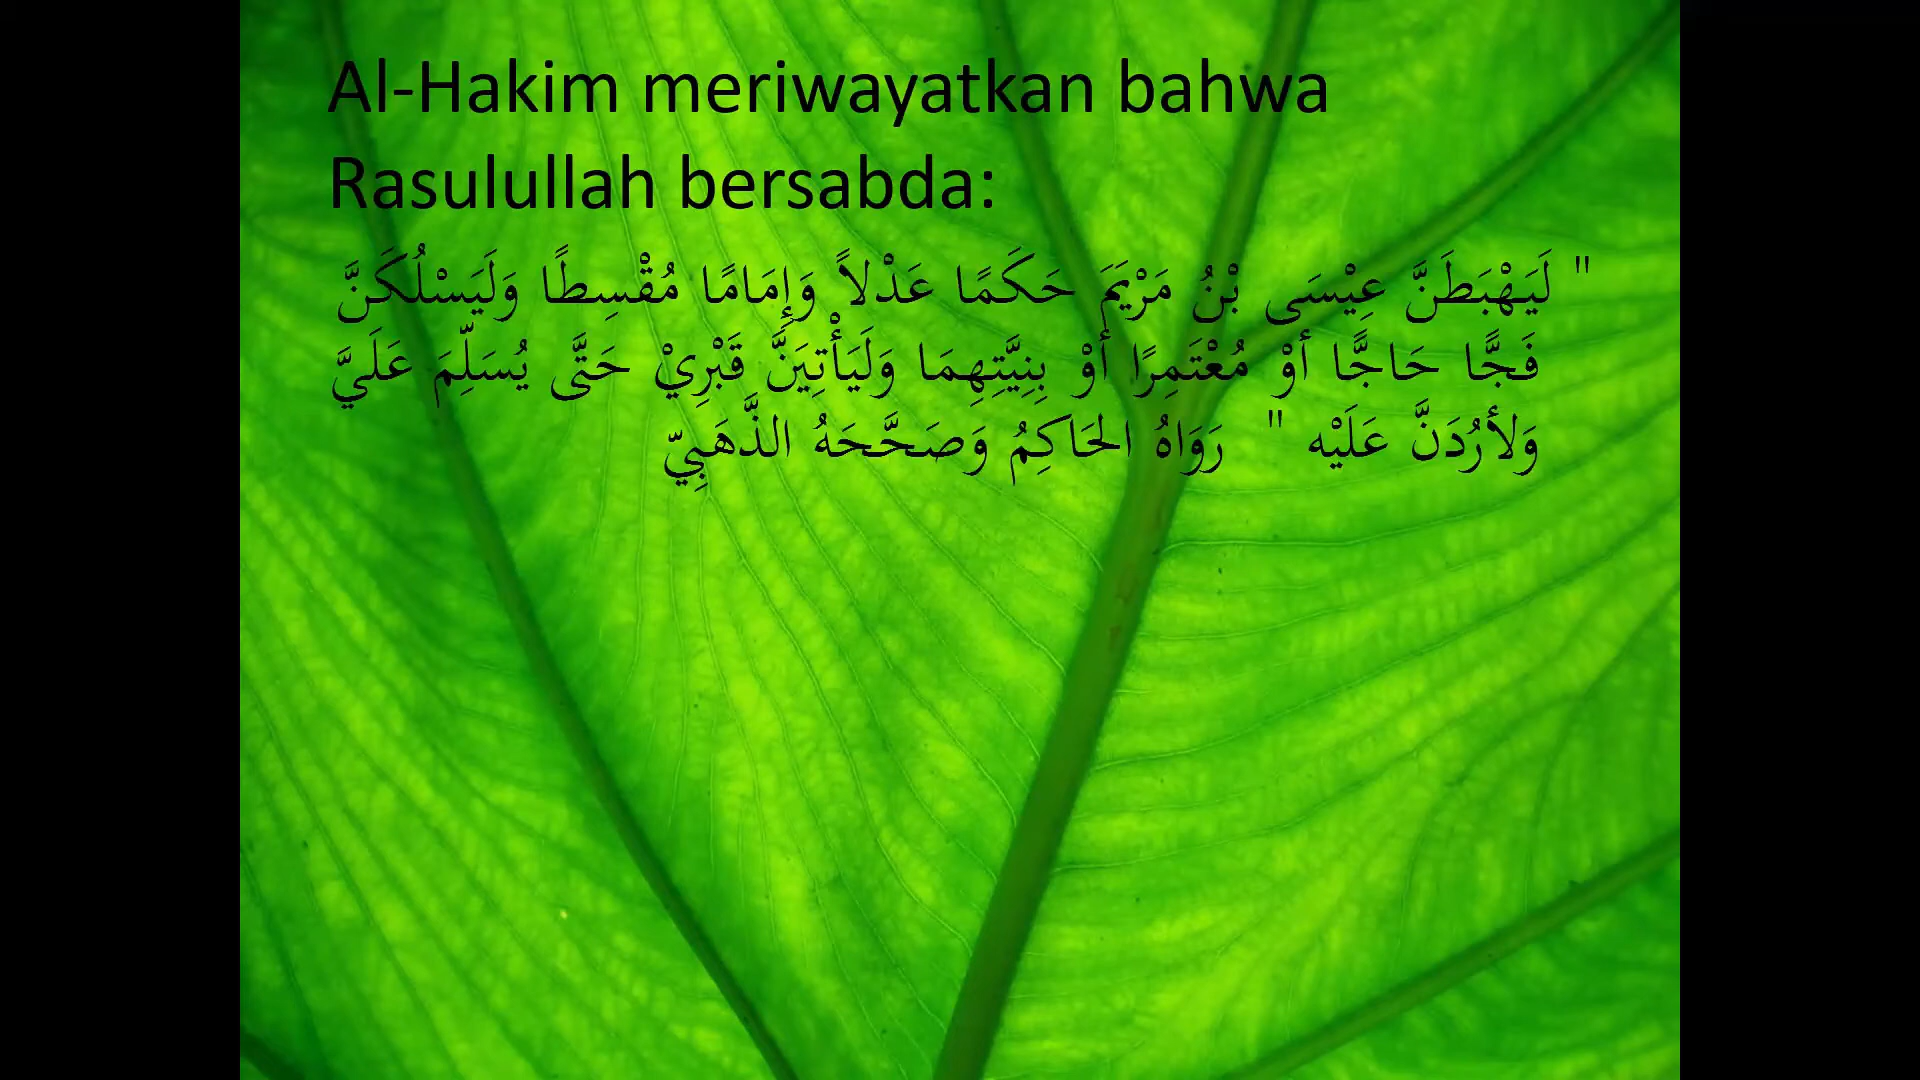 Al-Hakim meriwayatkan bahwa
Rasulullah bersabda:
" لَيَهْبَطَنَّ عِيْسَى بْنُ مَرْيَمَ حَكَمًا عَدْلاً وَإِمَامًا مُقْسِطًا وَلَيَسْلُكَنَّ
فَجًّا حَاجًّا أَوْ مُعْتَمِرًا أَوْ بِنِيَّتِهِمَا وَلَيَأْتِيَنَّ قَبْرِيْ حَتَّى يُسَلِّمَ عَلَيَّ
وَلأَرُدَنَّ عَلَيْه " رَوَاهُ الحَاكِمُ وَصَحَّحَهُ الذَّهَبِيّ